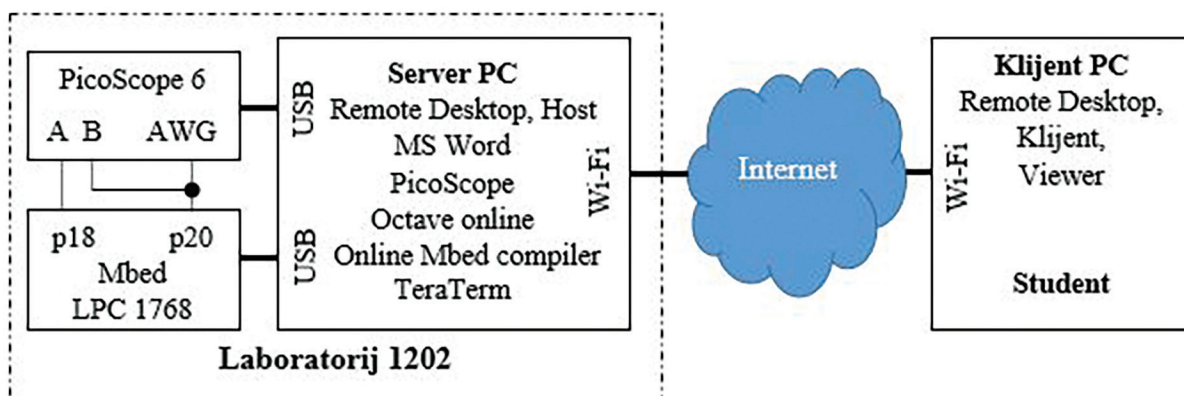 PicoScope 6
A B AWG
p18 p20
Mbed
LPC 1768
USB
USB
Server PC
Remote Desktop, Host
MS Word
PicoScope
Octave online
Online Mbed compiler
TeraTerm
Wi-Fi
Laboratorij 1202
Internet
Wi-Fi
Klijent PC
Remote Desktop,
Klijent,
Viewer
Student